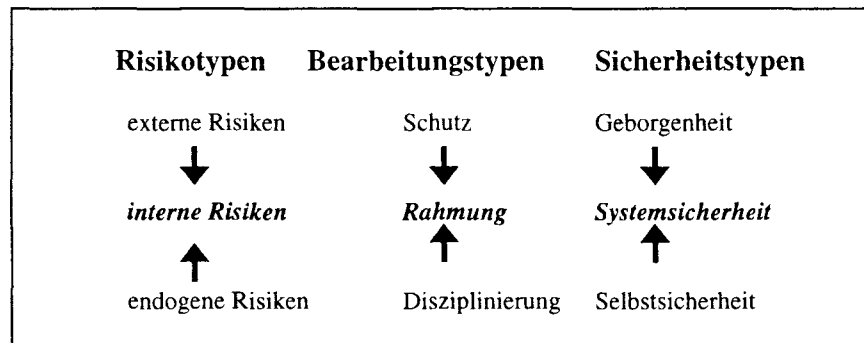 Risikotypen Bearbeitungstypen Sicherheitstypen
externe Risiken Schutz Geborgenheit
interne Risiken Rahmung Systemsicherheit
endogene Risiken Disziplinierung Selbstsicherheit